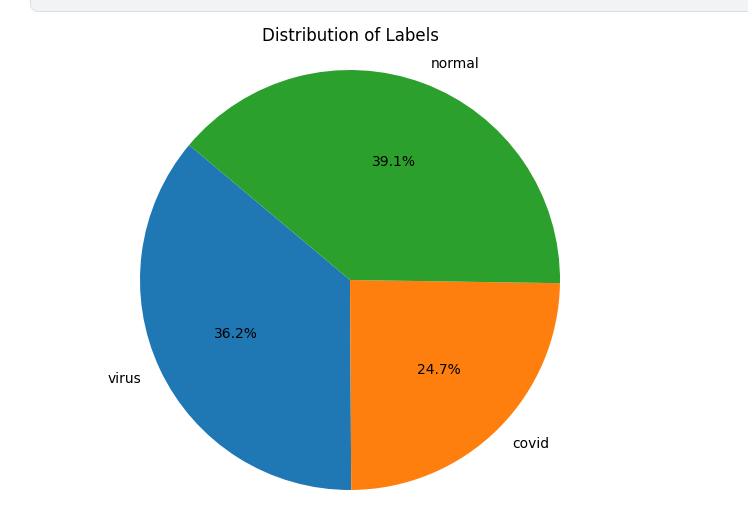 Distribution of Labels
normal
39.1%
36.2%
24.7%
virus
covid